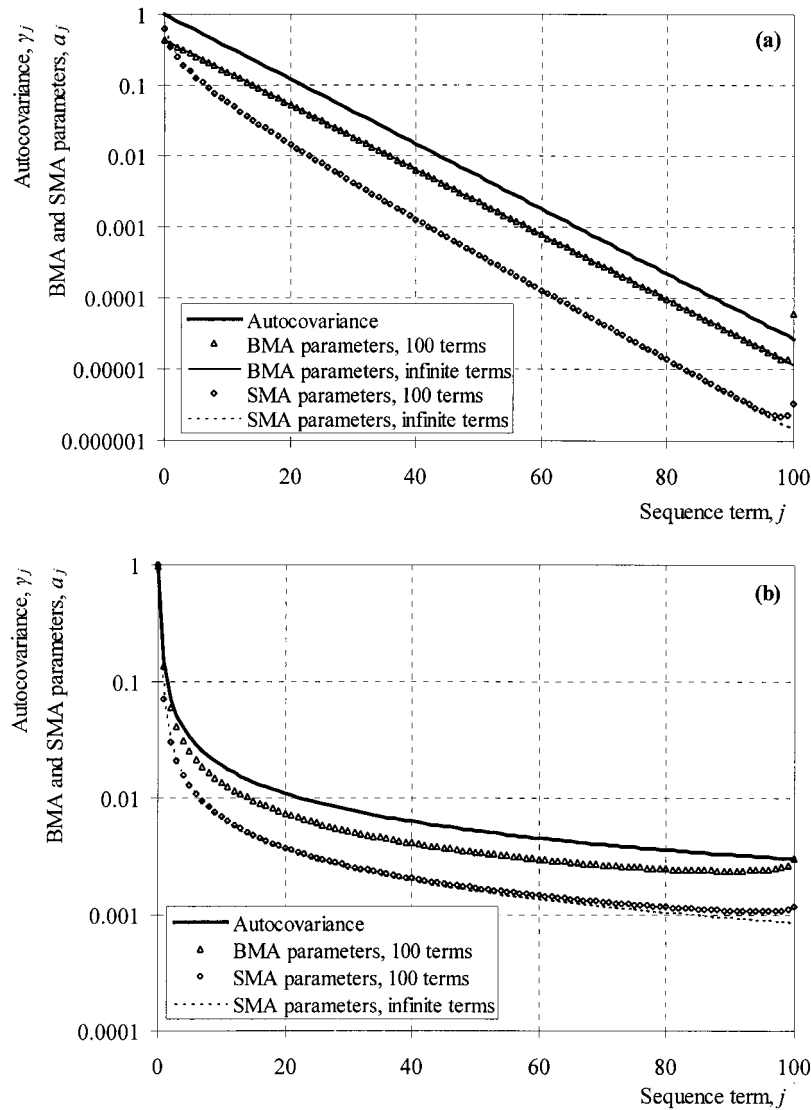 Autocovariance, γj
BMA and SMA parameters, aj
(a)
1
0.1
0.01
0.001
0.0001
0.00001
0.000001
Autocovariance
BMA parameters, 100 terms
BMA parameters, infinite terms
SMA parameters, 100 terms
SMA parameters, infinite terms
0 20 40 60 80 100
Sequence term, j
Autocovariance, γj
BMA and SMA parameters, aj
(b)
1
0.1
0.01
0.001
0.0001
Autocovariance
BMA parameters, 100 terms
SMA parameters, 100 terms
SMA parameters, infinite terms
0 20 40 60 80 100
Sequence term, j